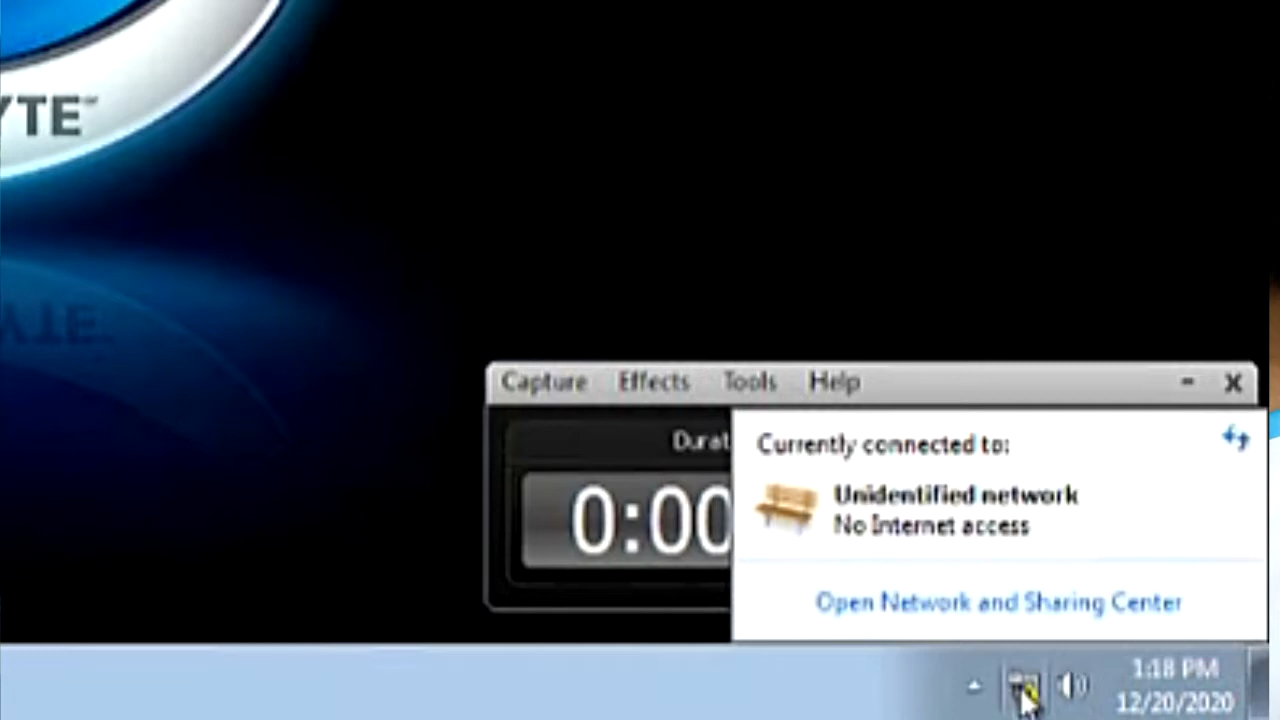 YTE™
Capture Effects Tools Help
Durat
0:00
Currently connected to:
Unidentified network
No Internet access
Open Network and Sharing Center
1:18 PM
12/20/2020